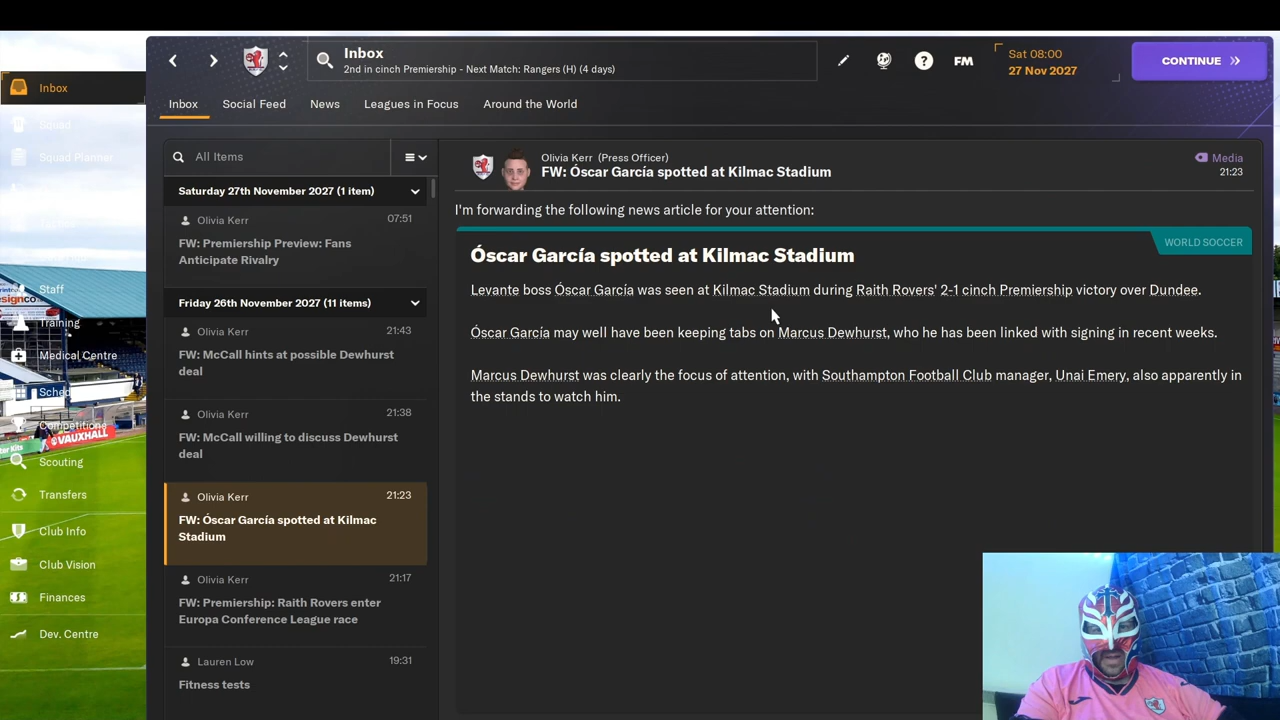 Inbox
2nd in cinch Premiership - Next Match: Rangers (H) (4 days)
FM
Sat 08:00
27 Nov 2027
CONTINUE
Inbox
Social Feed
News
Leagues in Focus
Around the World
Inbox
Squad
Squad Planner
Staff
Training
Medical Centre
Sched
Competitions
VAUXHALL
Scouting
Transfers
Club Info
Club Vision
Finances
Dev. Centre
All Items
Saturday 27th November 2027 (1 item)
Olivia Kerr
07:51
FW: Premiership Preview: Fans
Anticipate Rivalry
Friday 26th November 2027 (11 items)
Olivia Kerr
21:43
FW: McCall hints at possible Dewhurst
deal
Olivia Kerr
21:38
FW: McCall willing to discuss Dewhurst
deal
Olivia Kerr
21:23
FW: Óscar García spotted at Kilmac
Stadium
Olivia Kerr
21:17
FW: Premiership: Raith Rovers enter
Europa Conference League race
Lauren Low
19:31
Fitness tests
Olivia Kerr (Press Officer)
FW: Óscar García spotted at Kilmac Stadium
Media
21:23
I'm forwarding the following news article for your attention:
WORLD SOCCER
Óscar García spotted at Kilmac Stadium
Levante boss Óscar García was seen at Kilmac Stadium during Raith Rovers' 2-1 cinch Premiership victory over Dundee.
Óscar García may well have been keeping tabs on Marcus Dewhurst, who he has been linked with signing in recent weeks.
Marcus Dewhurst was clearly the focus of attention, with Southampton Football Club manager, Unai Emery, also apparently in
the stands to watch him.